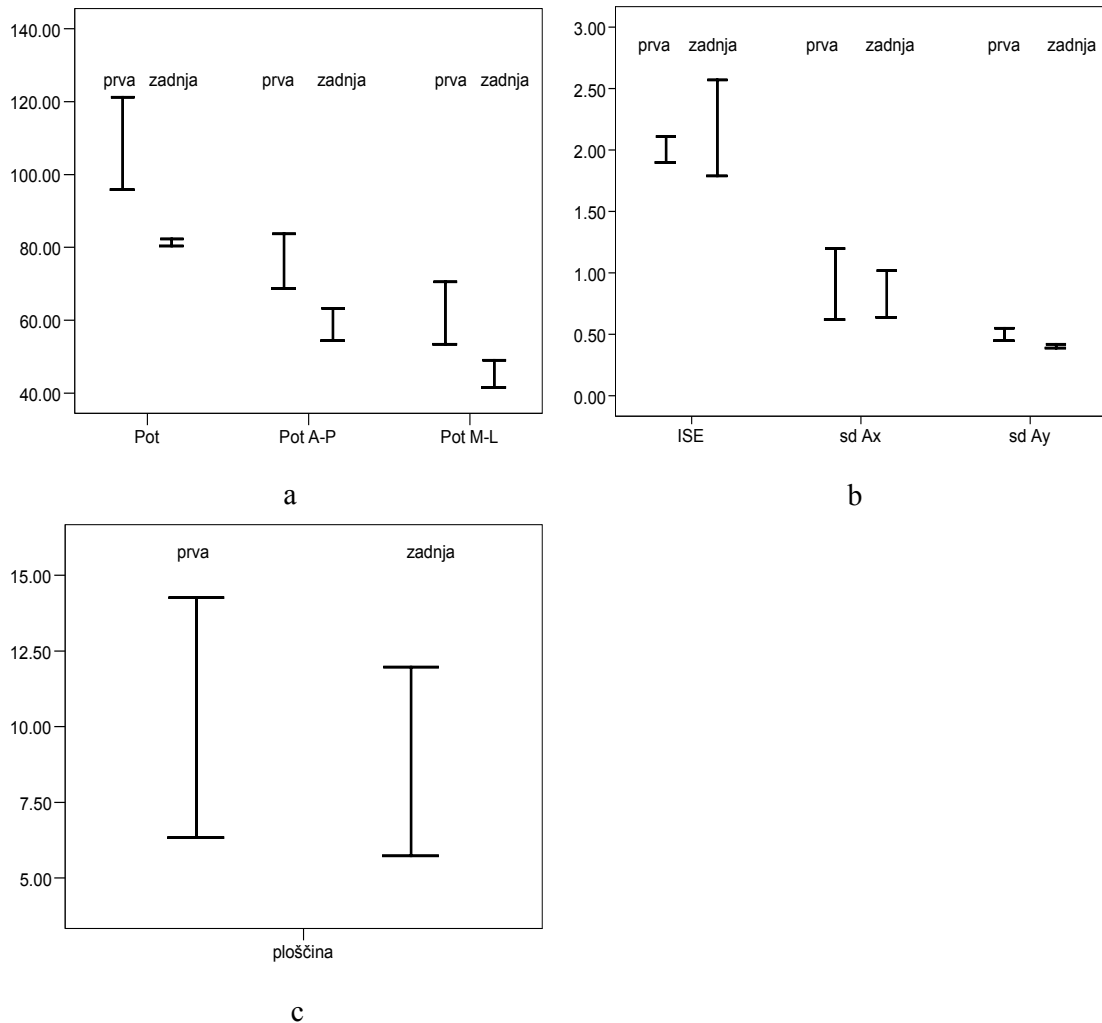 140.00
120.00
100.00
80.00
60.00
40.00
prva zadnja prva zadnja prva zadnja
Pot Pot A-P Pot M-L
a
3.00
2.50
2.00
1.50
1.00
0.50
0.00
prva zadnja prva zadnja prva zadnja
ISE sd Ax sd Ay
b
15.00
12.50
10.00
7.50
5.00
prva zadnja
ploščina
c